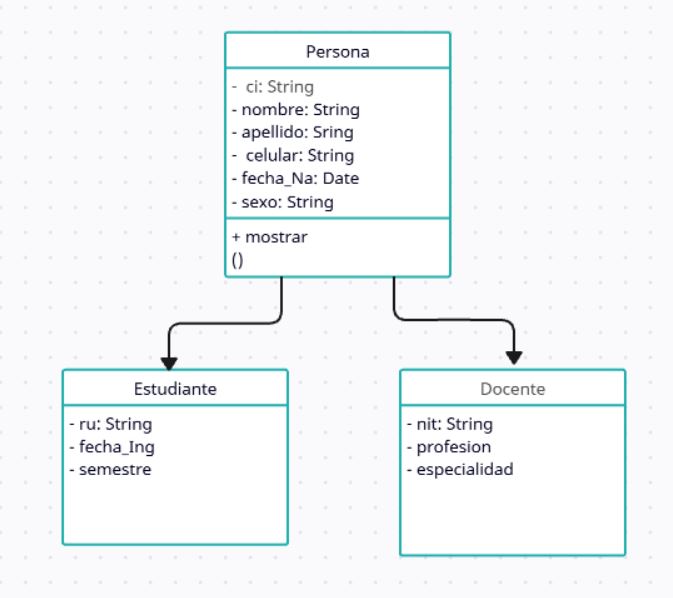 Persona
- ci: String
- nombre: String
- apellido: Sring
- celular: String
- fecha_Na: Date
- sexo: String
+ mostrar
()
Estudiante
- ru: String
- fecha_Ing
- semestre
Docente
- nit: String
- profesion
- especialidad